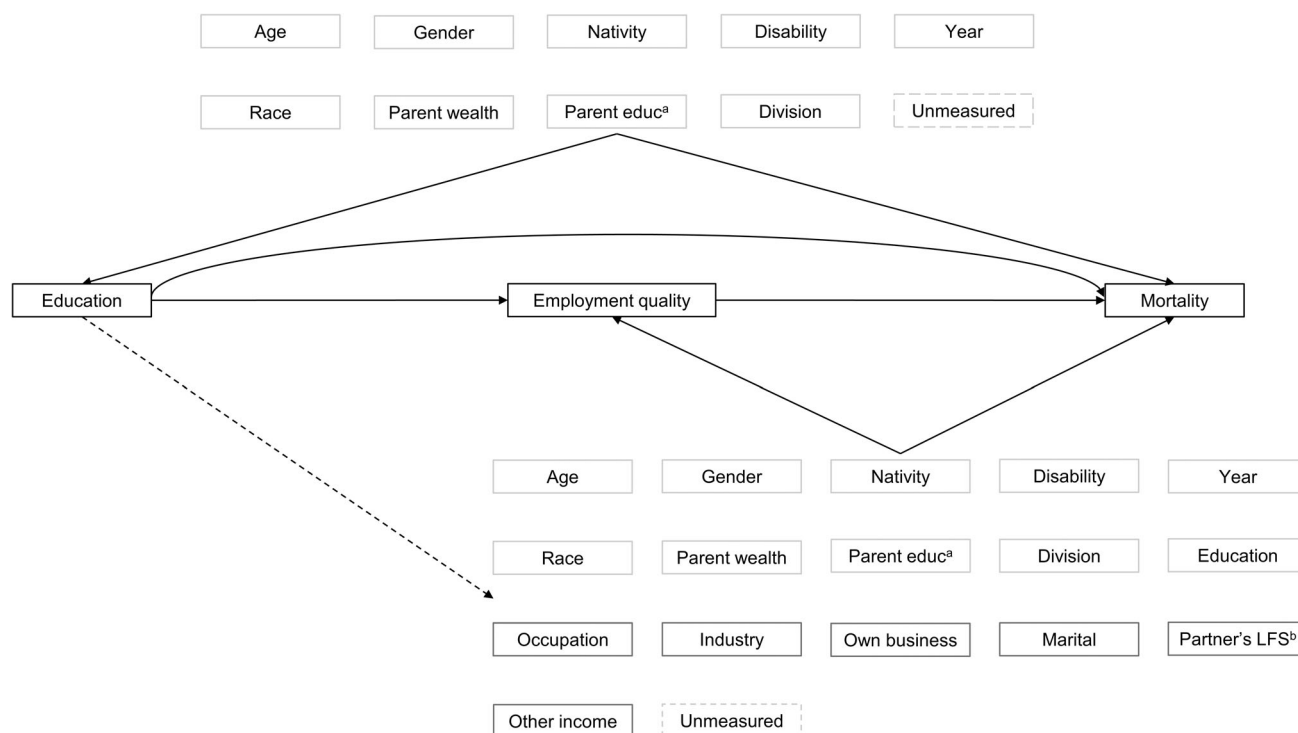 Age Gender Nativity Disability Year
Race Parent wealth Parent educᵃ Division Unmeasured
Education Employment quality Mortality
Age Gender Nativity Disability Year
Race Parent wealth Parent educᵃ Division Education
Occupation Industry Own business Marital Partner’s LFSᵇ
Other income Unmeasured